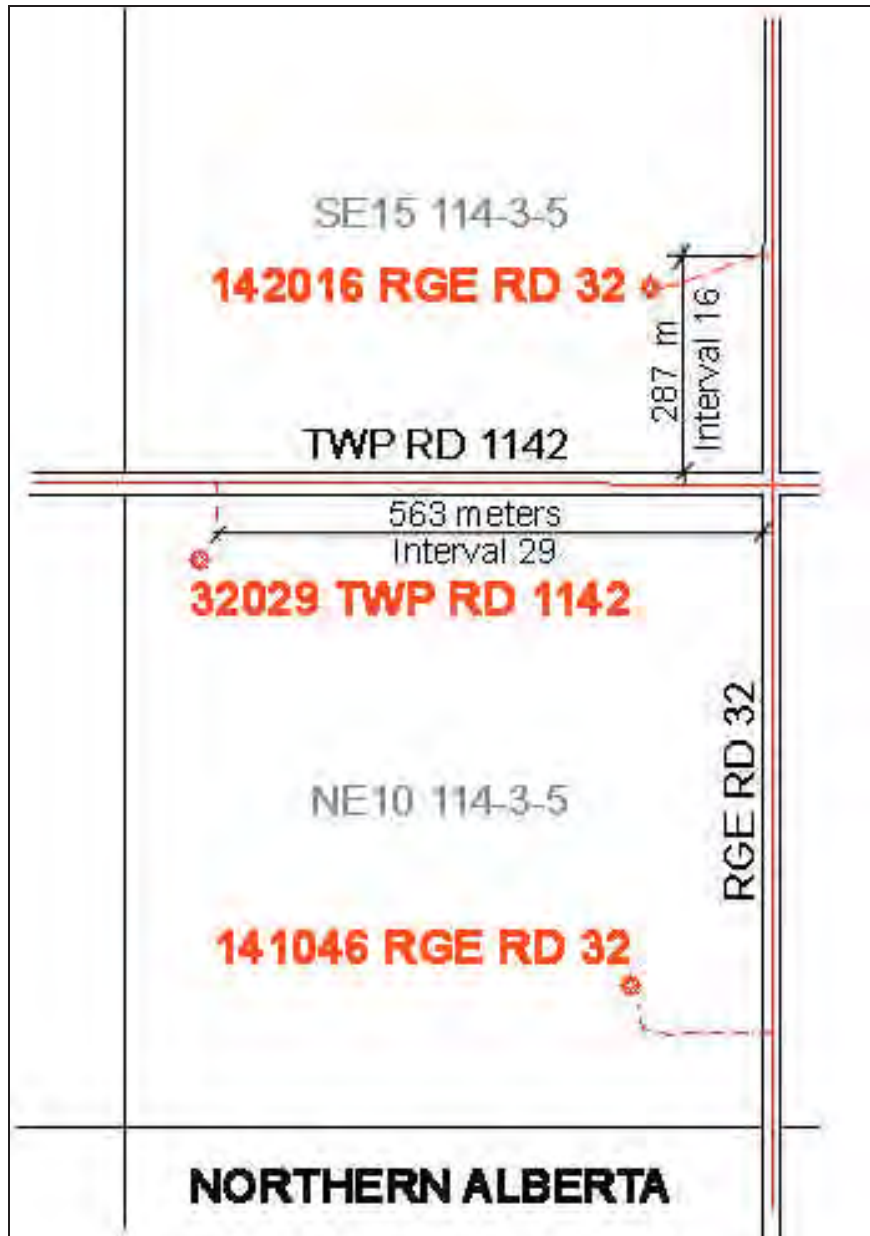 SE15 114-3-5
142016 RGE RD 32
287 m
Interval 16
TWP RD 1142
563 meters
Interval 29
32029 TWP RD 1142
RGE RD 32
NE10 114-3-5
141046 RGE RD 32
NORTHERN ALBERTA